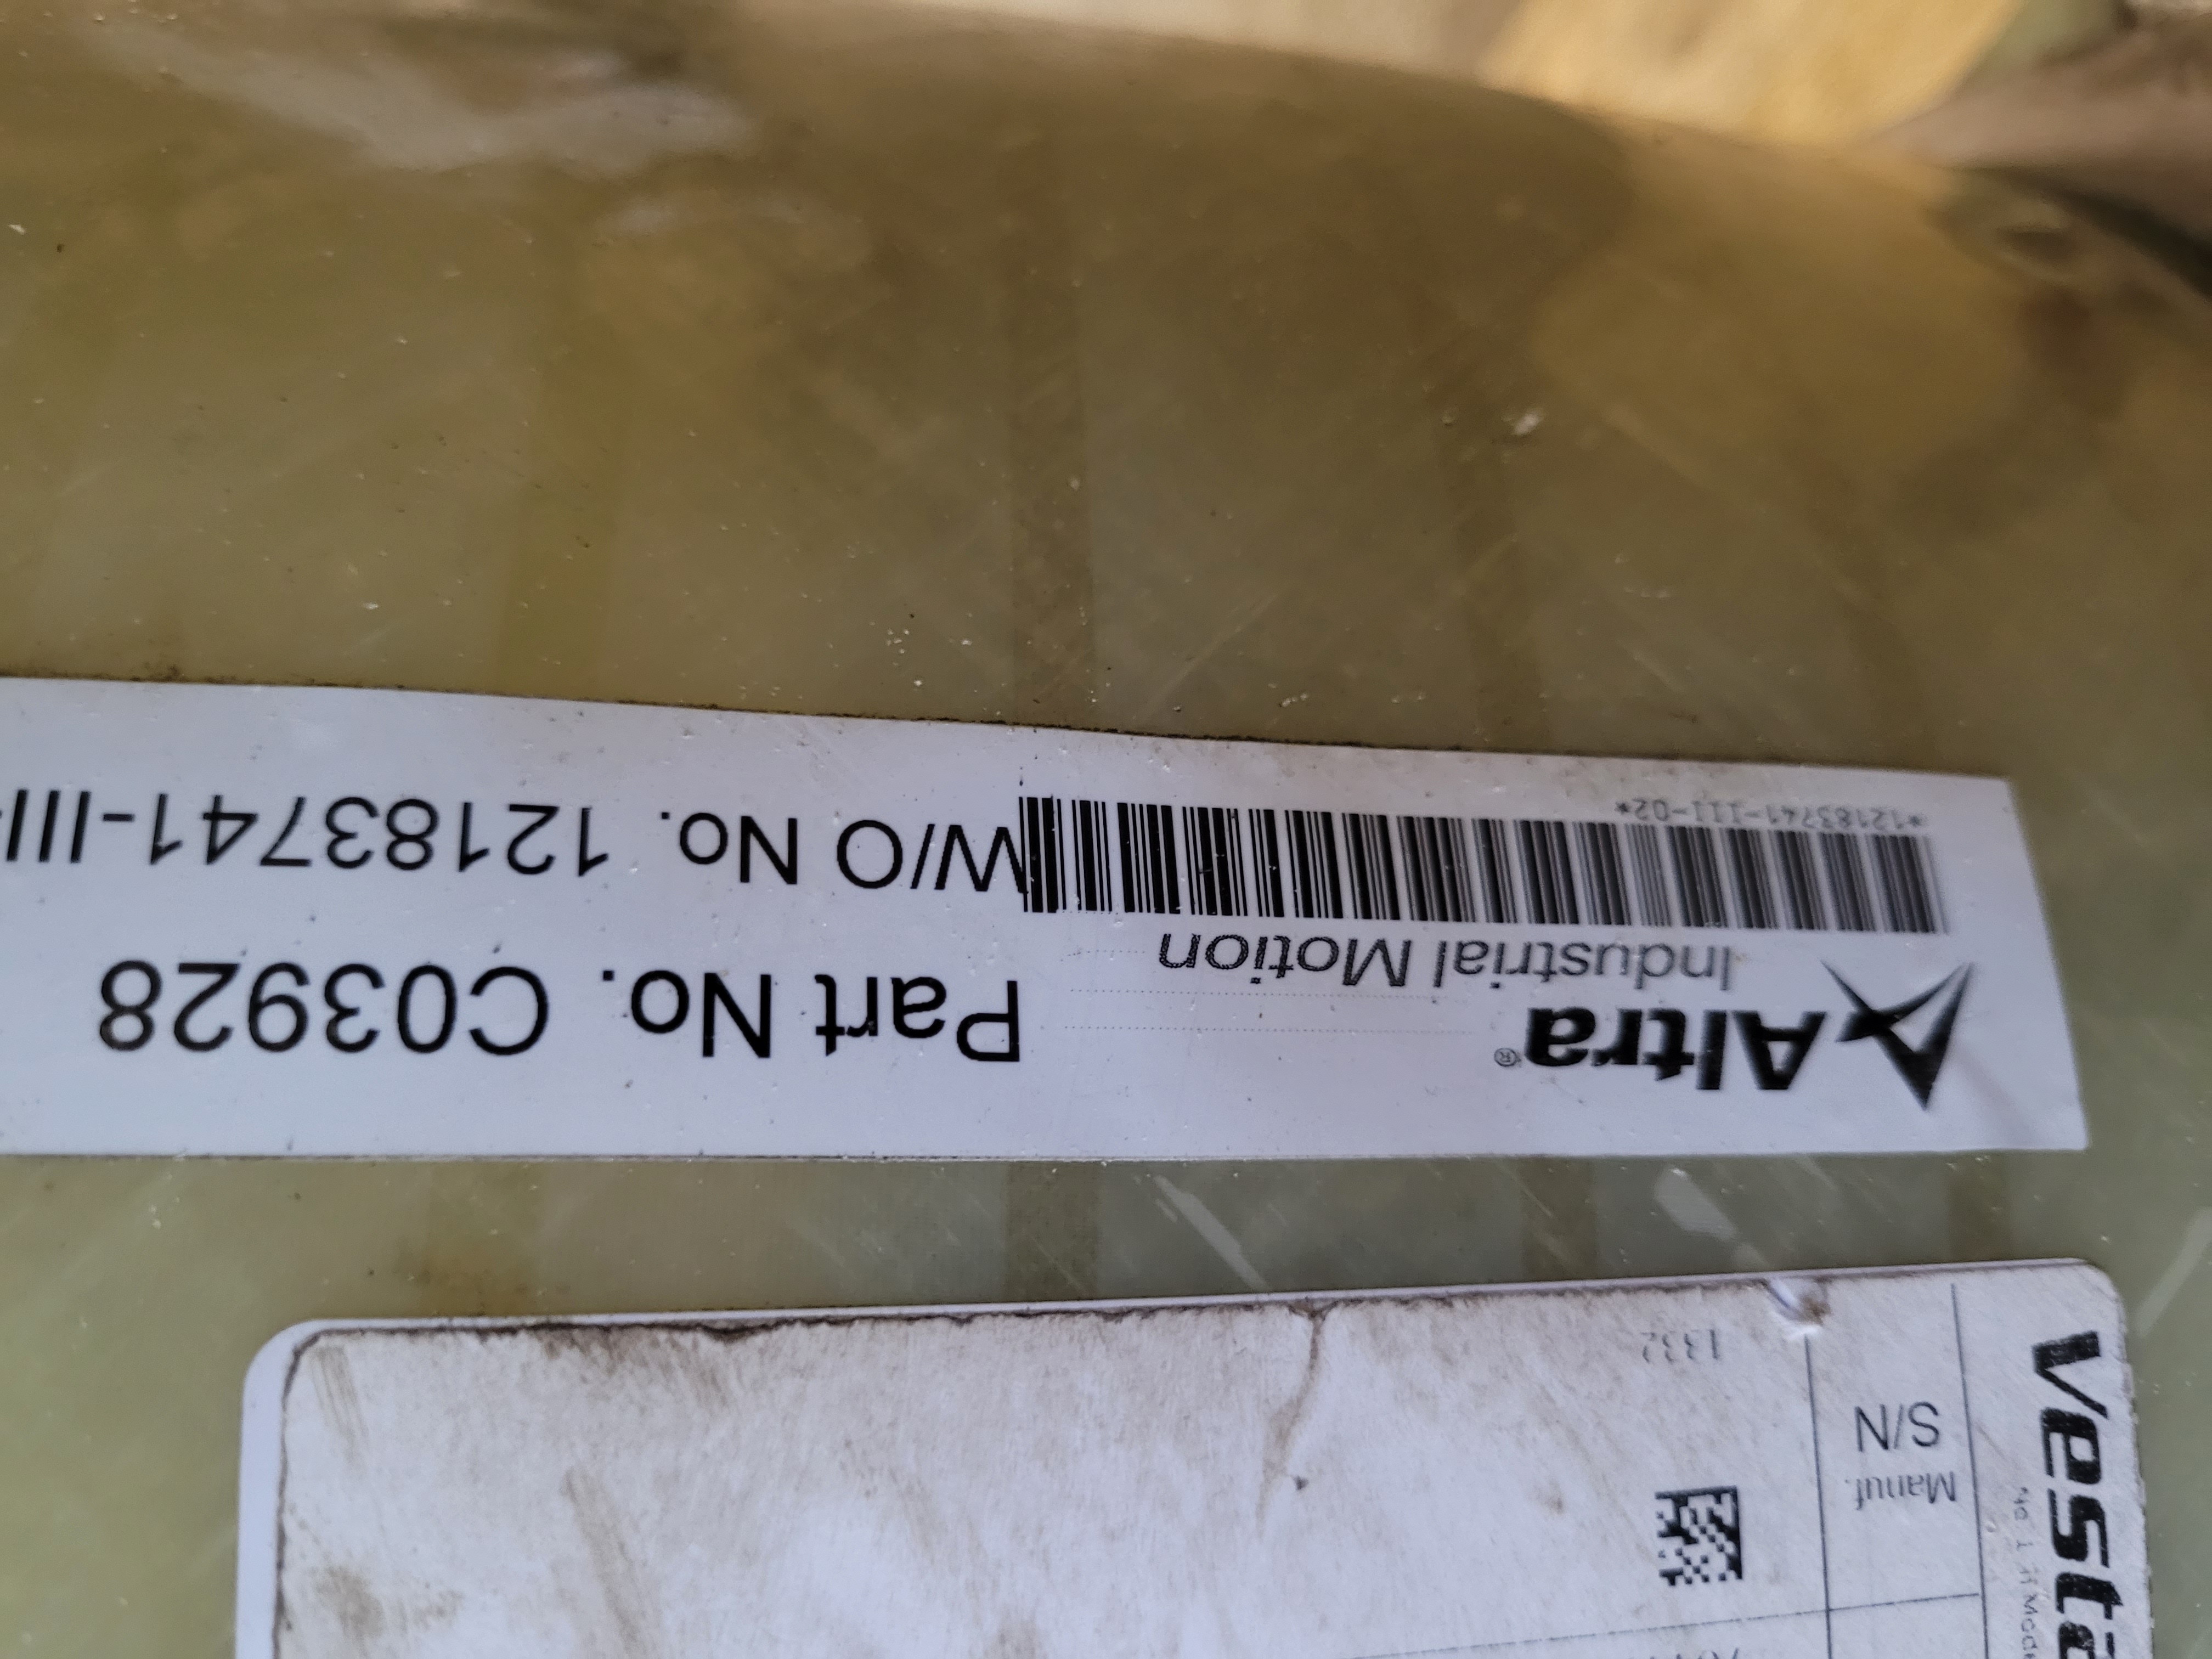 Altra®
Industrial Motion
*12183741-III-02*
Part No. C03928
W/O No. 12183741-III
Vesta
Manuf.
S/N
1332